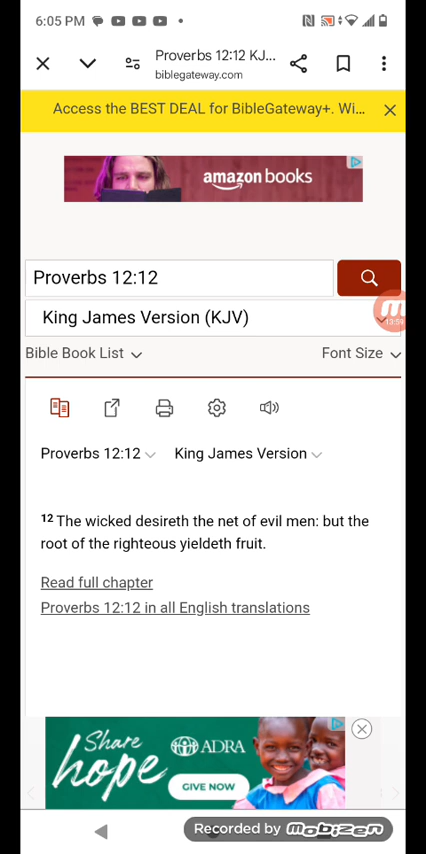 6:05 PM
Proverbs 12:12 KJ...
biblegateway.com
Access the BEST DEAL for BibleGateway+. Wi...
amazon books
Proverbs 12:12
King James Version (KJV)
13:59
Bible Book List
Font Size
Proverbs 12:12
King James Version
12 The wicked desireth the net of evil men: but the
root of the righteous yieldeth fruit.
Read full chapter
Proverbs 12:12 in all English translations
Share
hope
ADRA
GIVE NOW
Recorded by mobizen